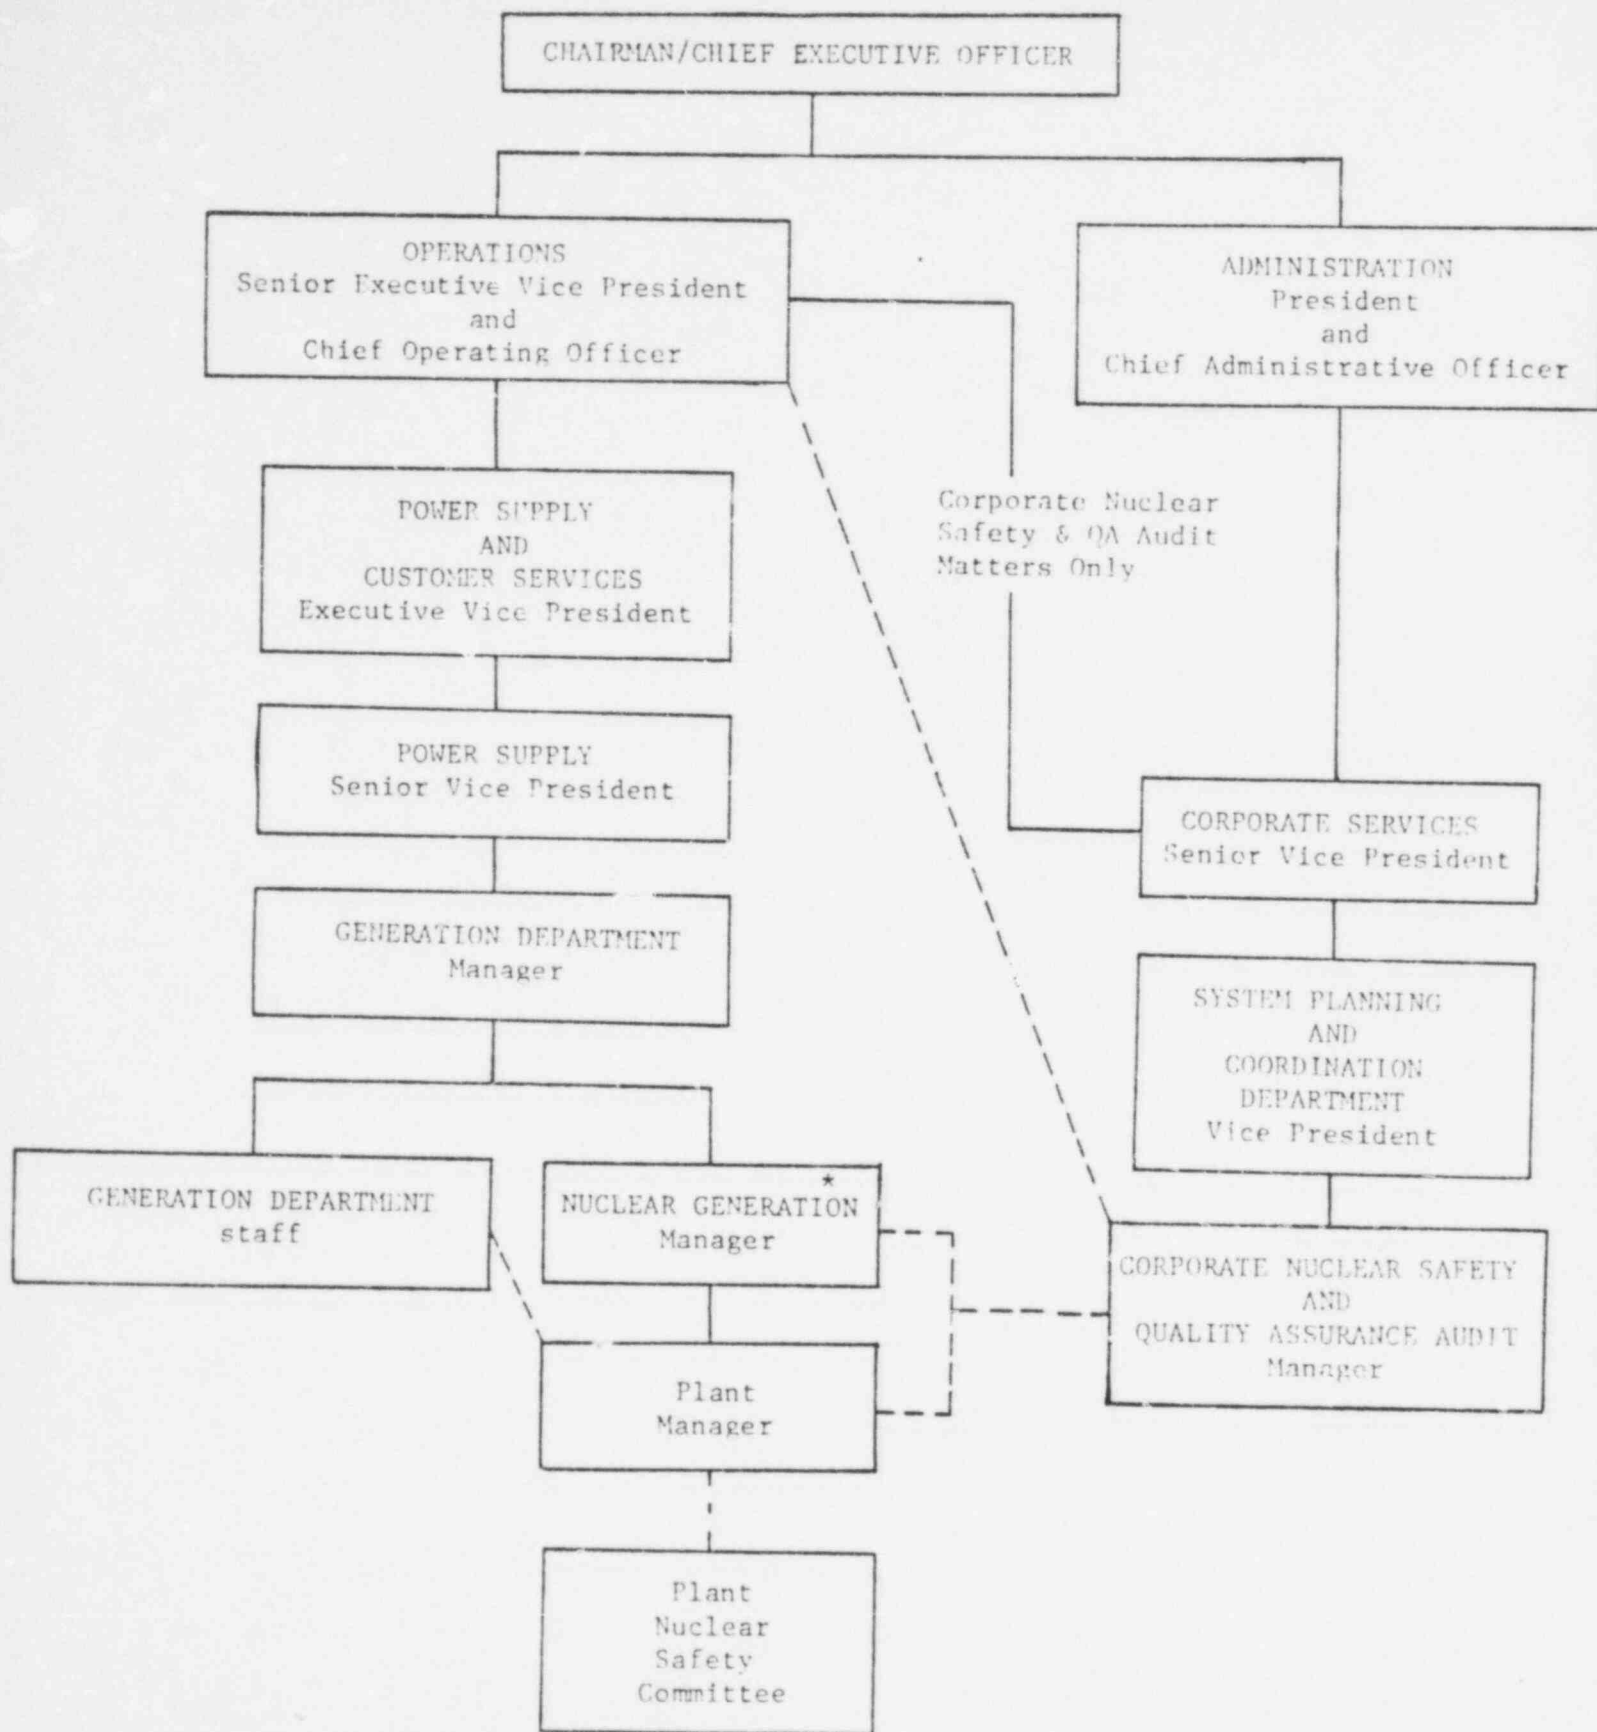 CHAIRMAN/CHIEF EXECUTIVE OFFICER
OPERATIONS
Senior Executive Vice President
and
Chief Operating Officer
ADMINISTRATION
President
and
Chief Administrative Officer
POWER SUPPLY
AND
CUSTOMER SERVICES
Executive Vice President
Corporate Nuclear
Safety & QA Audit
Matters Only
POWER SUPPLY
Senior Vice President
CORPORATE SERVICES
Senior Vice President
GENERATION DEPARTMENT
Manager
SYSTEM PLANNING
AND
COORDINATION
DEPARTMENT
Vice President
GENERATION DEPARTMENT
staff
*
NUCLEAR GENERATION
Manager
CORPORATE NUCLEAR SAFETY
AND
QUALITY ASSURANCE AUDIT
Manager
Plant
Manager
Plant
Nuclear
Safety
Committee